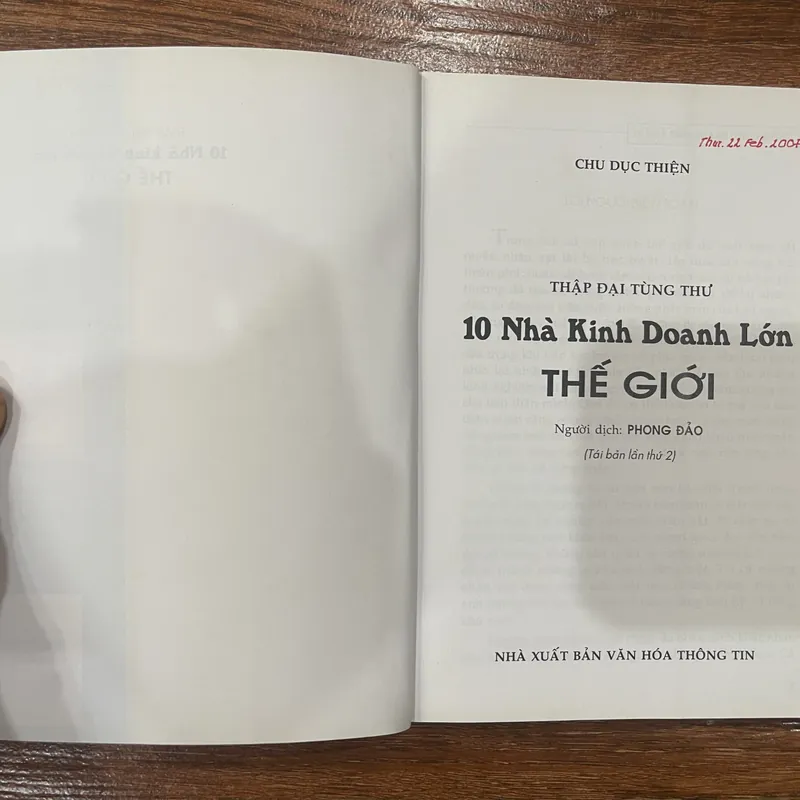 Thur. 22 Feb. 2007
CHU DỤC THIỆN
THẬP ĐẠI TÙNG THƯ
10 Nhà Kinh Doanh Lớn
THẾ GIỚI
Người dịch: PHONG ĐẢO
(Tái bản lần thứ 2)
NHÀ XUẤT BẢN VĂN HÓA THÔNG TIN